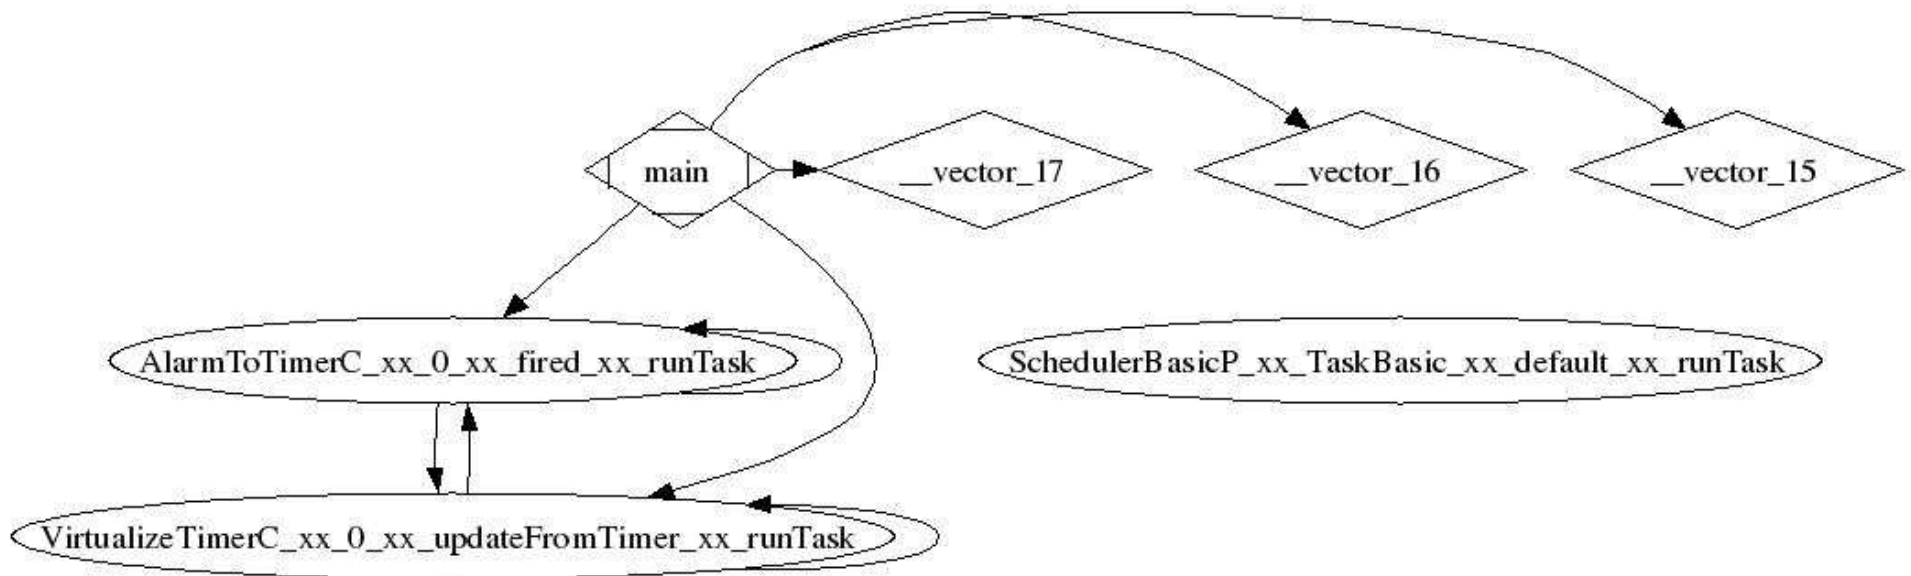 main
__vector_17
__vector_16
__vector_15
AlarmToTimerC_xx_0_xx_fired_xx_runTask
SchedulerBasicP_xx_TaskBasic_xx_default_xx_runTask
VirtualizeTimerC_xx_0_xx_updateFromTimer_xx_runTask